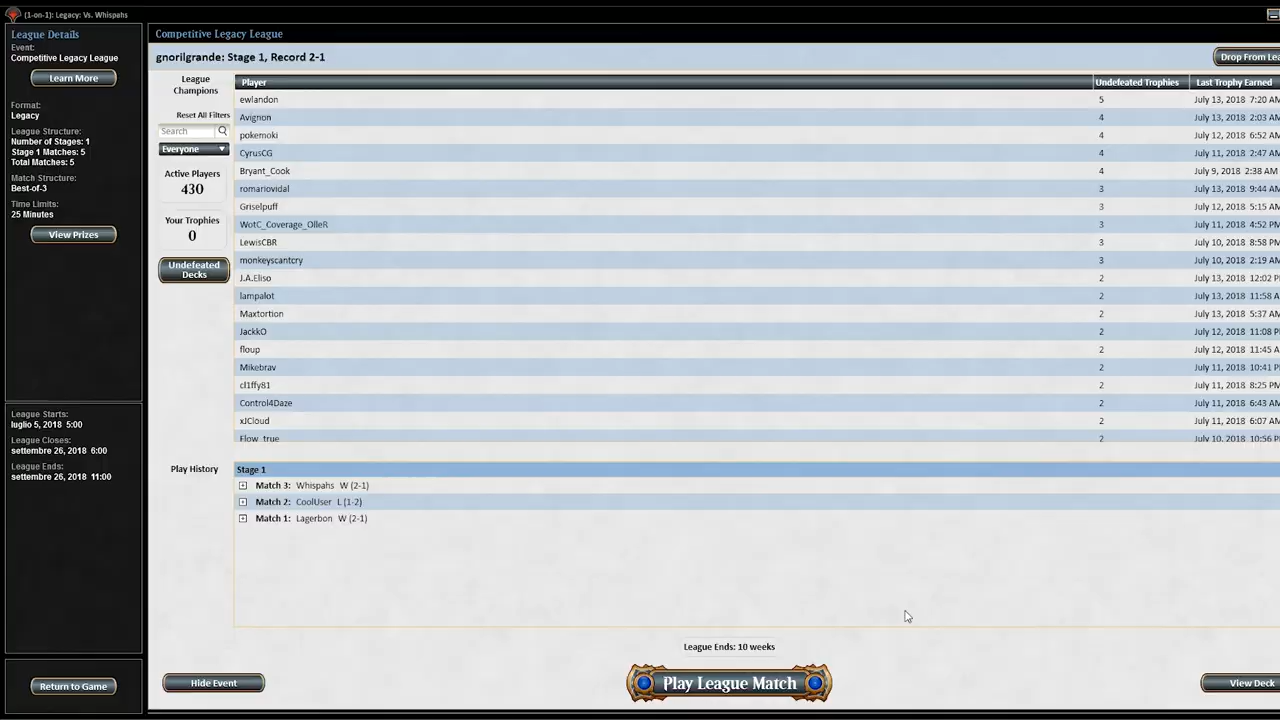 (1-on-1): Legacy: Vs. Whispahs
League Details
Event:
Competitive Legacy League
Learn More
Format:
Legacy
League Structure:
Number of Stages: 1
Stage 1 Matches: 5
Total Matches: 5
Match Structure:
Best-of-3
Time Limits:
25 Minutes
View Prizes
League Starts:
luglio 5, 2018 5:00
League Closes:
settembre 26, 2018 6:00
League Ends:
settembre 26, 2018 11:00
Return to Game
Competitive Legacy League
gnorilgrande: Stage 1, Record 2-1
Drop From Lea
League
Champions
Reset All Filters
Search
Everyone
Active Players
430
Your Trophies
0
Undefeated
Decks
Player Undefeated Trophies Last Trophy Earned
ewlandon 5 July 13, 2018 7:20 AM
Avignon 4 July 13, 2018 2:03 AM
pokemoki 4 July 12, 2018 6:52 AM
CyrusCG 4 July 11, 2018 2:47 AM
Bryant_Cook 4 July 9, 2018 2:38 AM
romariovidal 3 July 13, 2018 9:44 AM
Griselpuff 3 July 12, 2018 5:15 AM
WotC_Coverage_OlleR 3 July 11, 2018 4:52 PM
LewisCBR 3 July 10, 2018 8:58 PM
monkeyscantcry 3 July 10, 2018 2:19 AM
J.A.Eliso 2 July 13, 2018 12:02 P
lampalot 2 July 13, 2018 11:58 A
Maxtortion 2 July 13, 2018 5:37 AM
JackkO 2 July 12, 2018 11:08 P
floup 2 July 12, 2018 11:45 A
Mikebrav 2 July 11, 2018 10:41 P
cl1ffy81 2 July 11, 2018 8:25 PM
Control4Daze 2 July 11, 2018 6:43 AM
xJCloud 2 July 11, 2018 6:07 AM
Flow_true 2 July 10, 2018 10:56 P
Play History
Stage 1
Match 3: Whispahs W (2-1)
Match 2: CoolUser L (1-2)
Match 1: Lagerbon W (2-1)
League Ends: 10 weeks
Hide Event
Play League Match
View Deck